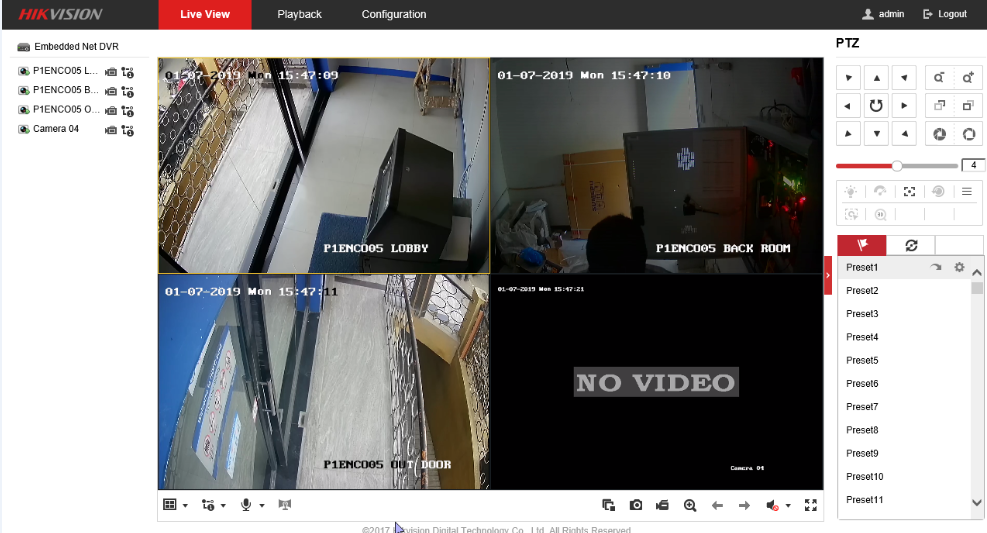 HIKVISION
Live View
Playback
Configuration
admin
Logout
Embedded Net DVR
P1ENCO05 L...
P1ENCO05 B...
P1ENCO05 O...
Camera 04
01-07-2019 Mon 15:47:09
P1ENCO05 LOBBY
01-07-2019 Mon 15:47:10
P1ENCO05 BACK ROOM
01-07-2019 Mon 15:47:11
P1ENCO05 OUT DOOR
01-07-2019 Mon 15:47:21
NO VIDEO
Camera 04
PTZ
4
Preset1
Preset2
Preset3
Preset4
Preset5
Preset6
Preset7
Preset8
Preset9
Preset10
Preset11
©2017 Hikvision Digital Technology Co., Ltd. All Rights Reserved.